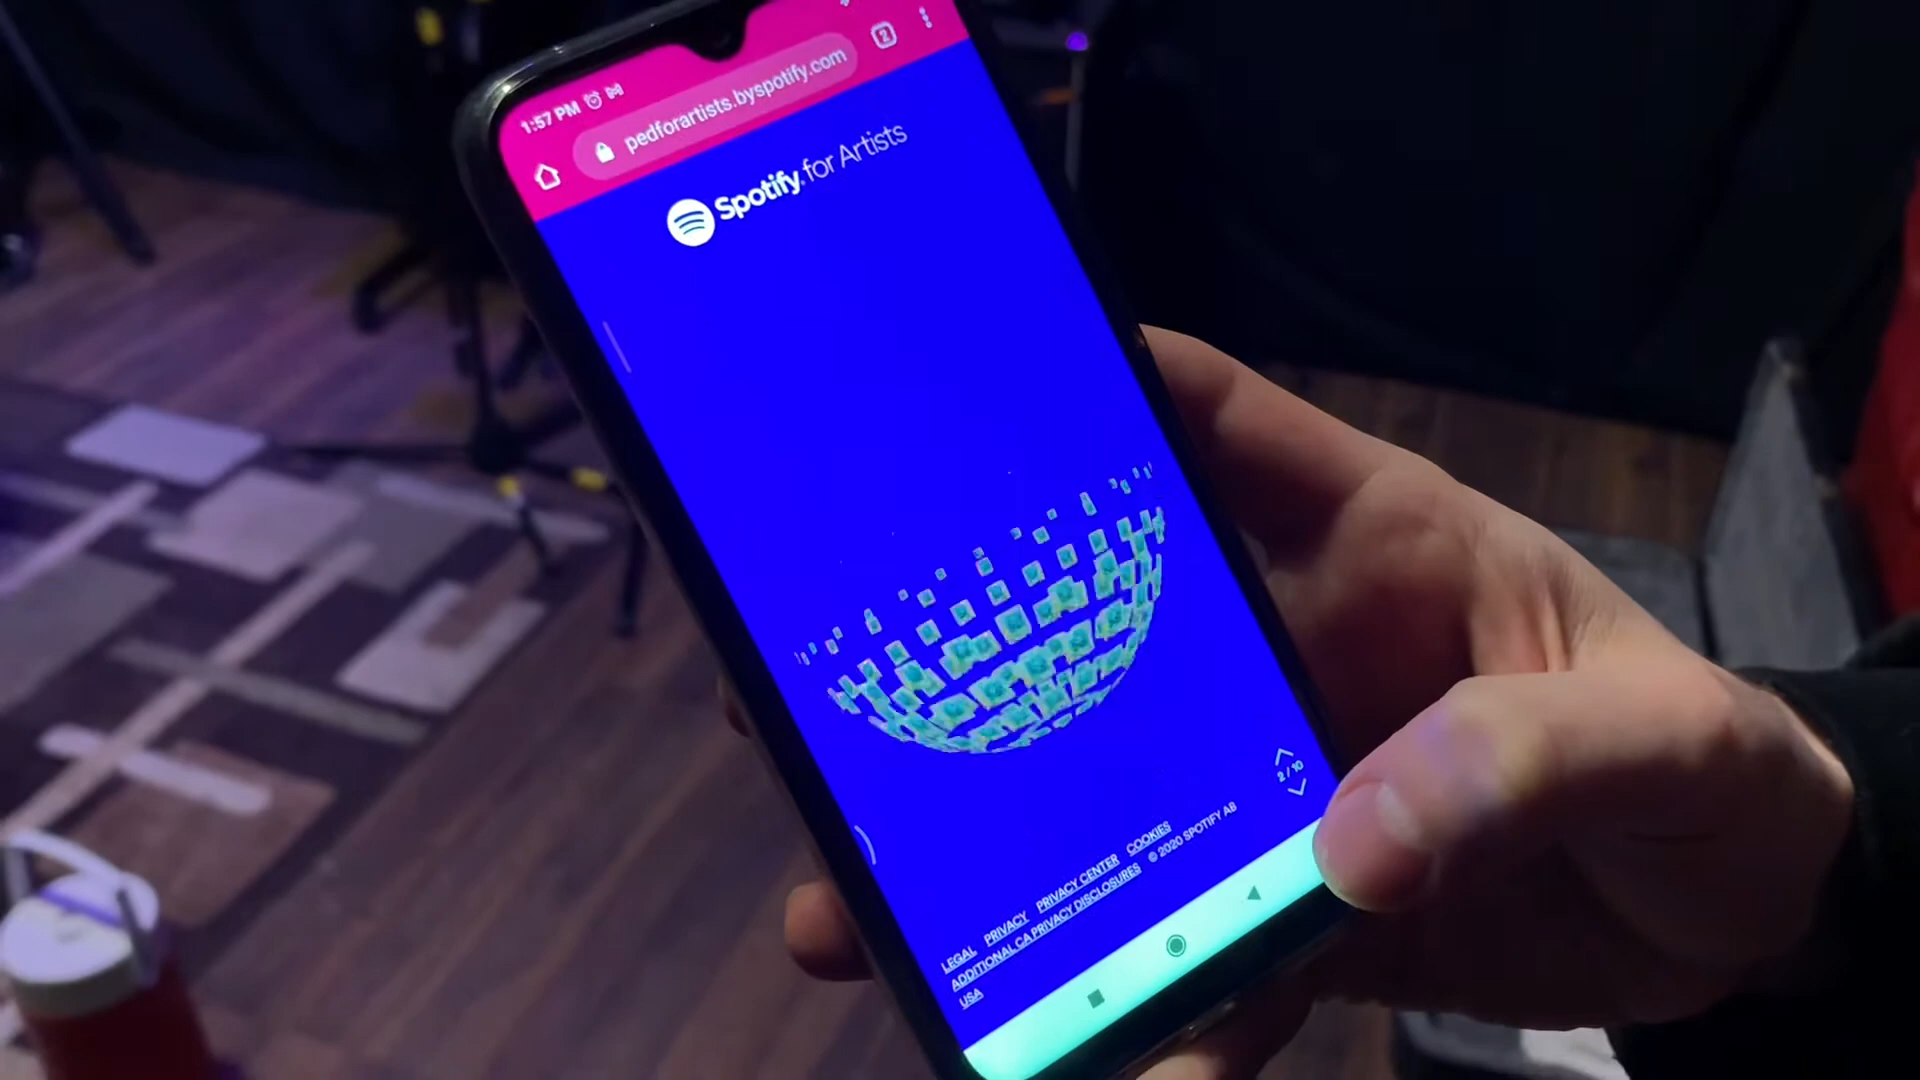 1:57 PM
2
pedforartists.byspotify.com
Spotify for Artists
2 / 10
LEGAL PRIVACY PRIVACY CENTER COOKIES
ADDITIONAL CA PRIVACY DISCLOSURES © 2020 SPOTIFY AB
USA